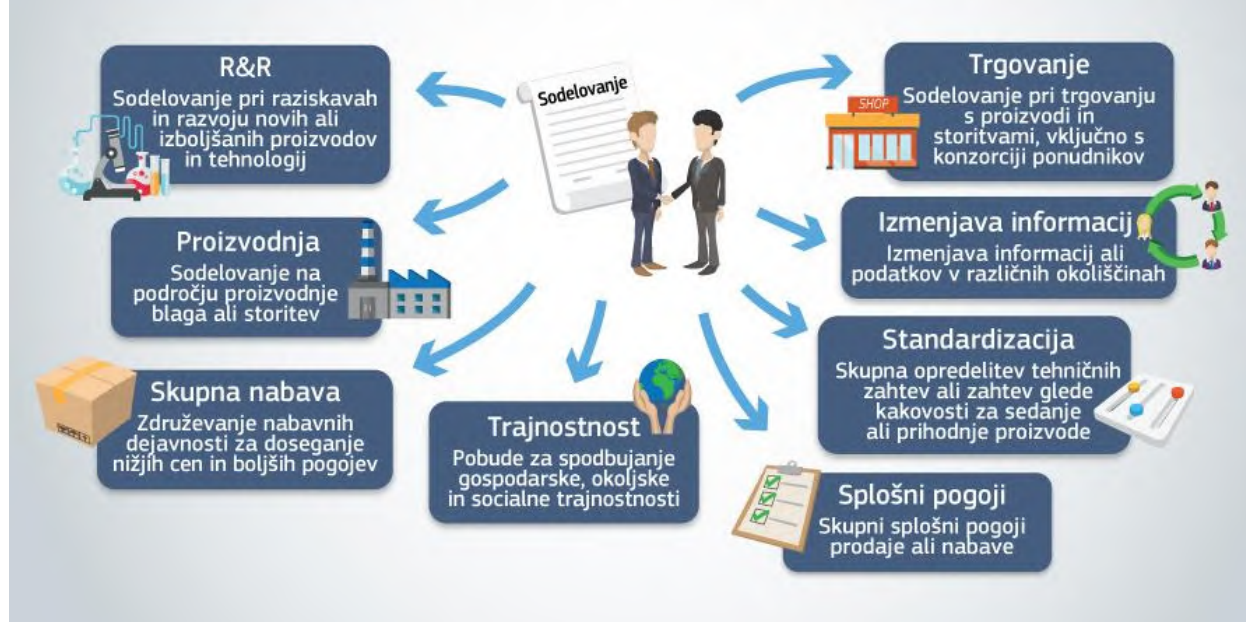 Sodelovanje
R&R
Sodelovanje pri raziskavah
in razvoju novih ali
izboljšanih proizvodov
in tehnologij
Proizvodnja
Sodelovanje na
področju proizvodnje
blaga ali storitev
Skupna nabava
Združevanje nabavnih
dejavnosti za doseganje
nižjih cen in boljših pogojev
Trajnostnost
Pobude za spodbujanje
gospodarske, okoljske
in socialne trajnostnosti
Trgovanje
SHOP
Sodelovanje pri trgovanju
s proizvodi in
storitvami, vključno s
konzorciji ponudnikov
Izmenjava informacij
Izmenjava informacij ali
podatkov v različnih okoliščinah
Standardizacija
Skupna opredelitev tehničnih
zahtev ali zahtev glede
kakovosti za sedanje
ali prihodnje proizvode
Splošni pogoji
Skupni splošni pogoji
prodaje ali nabave